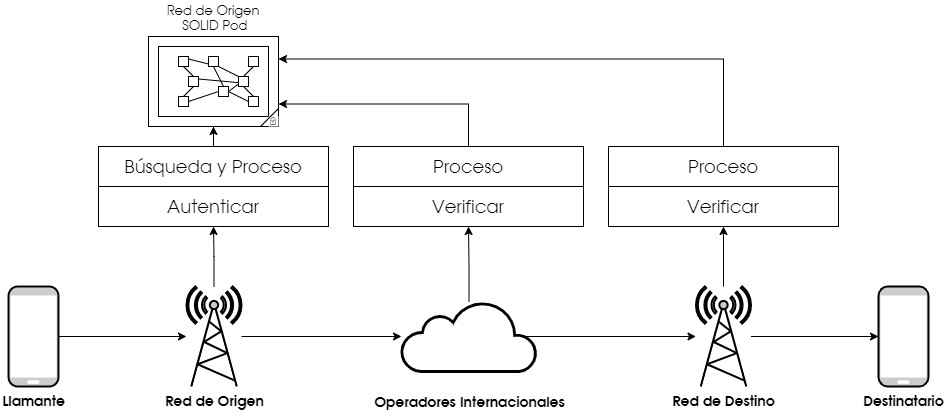 Red de Origen
SOLID Pod
Búsqueda y Proceso
Proceso
Proceso
Autenticar
Verificar
Verificar
Llamante
Red de Origen
Operadores Internacionales
Red de Destino
Destinatario